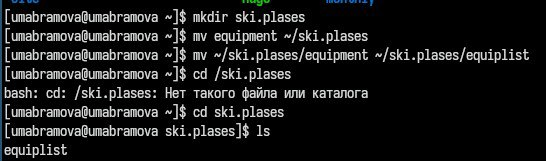 [umabramova@umabramova ~]$ mkdir ski.plases
[umabramova@umabramova ~]$ mv equipment ~/ski.plases
[umabramova@umabramova ~]$ mv ~/ski.plases/equipment ~/ski.plases/equiplist
[umabramova@umabramova ~]$ cd /ski.plases
bash: cd: /ski.plases: Нет такого файла или каталога
[umabramova@umabramova ~]$ cd ski.plases
[umabramova@umabramova ski.plases]$ ls
equiplist